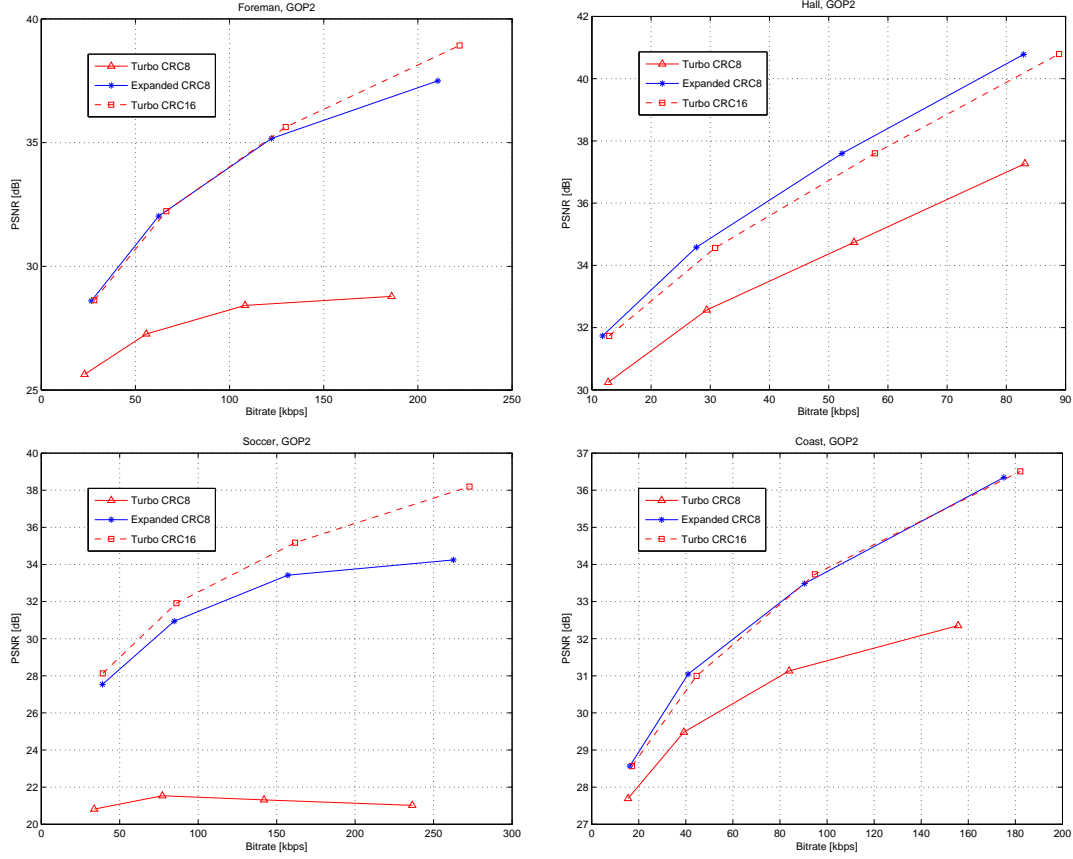 Foreman, GOP2
40
35
30
25
PSNR [dB]
Turbo CRC8
Expanded CRC8
Turbo CRC16
0 50 100 150 200 250
Bitrate [kbps]
Hall, GOP2
42
40
38
36
34
32
30
PSNR [dB]
Turbo CRC8
Expanded CRC8
Turbo CRC16
10 20 30 40 50 60 70 80 90
Bitrate [kbps]
Soccer, GOP2
40
38
36
34
32
30
28
26
24
22
20
PSNR [dB]
Turbo CRC8
Expanded CRC8
Turbo CRC16
0 50 100 150 200 250 300
Bitrate [kbps]
Coast, GOP2
37
36
35
34
33
32
31
30
29
28
27
PSNR [dB]
Turbo CRC8
Expanded CRC8
Turbo CRC16
0 20 40 60 80 100 120 140 160 180 200
Bitrate [kbps]